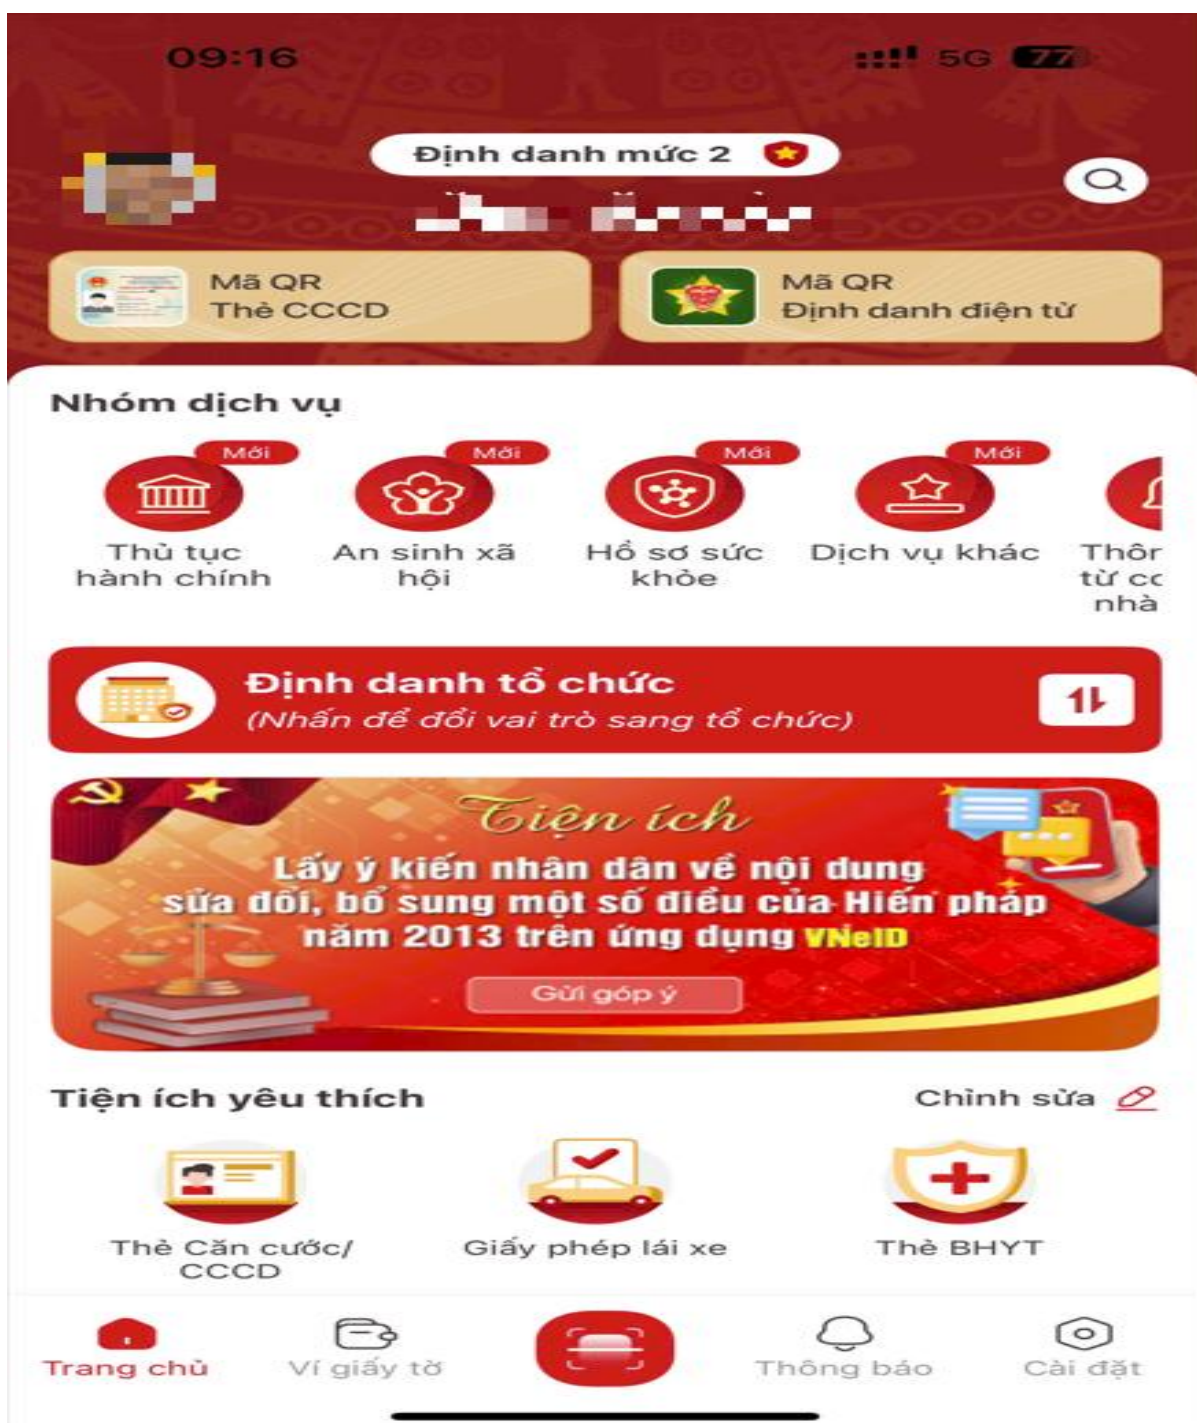 09:16
5G 77
Định danh mức 2
Mã QR
Thẻ CCCD
Mã QR
Định danh điện tử
Nhóm dịch vụ
Mới
Mới
Mới
Mới
Thủ tục
hành chính
An sinh xã
hội
Hồ sơ sức
khỏe
Dịch vụ khác
từ
nhà
Định danh tổ chức
(Nhấn để đổi vai trò sang tổ chức)
Tiện ích
Lấy ý kiến nhân dân về nội dung
sửa đổi, bổ sung một số điều của Hiến pháp
năm 2013 trên ứng dụng VNeID
Gửi góp ý
Tiện ích yêu thích
Chỉnh sửa
Thẻ Căn cước/
CCCD
Giấy phép lái xe
Thẻ BHYT
Trang chủ
Ví giấy tờ
Thông báo
Cài đặt